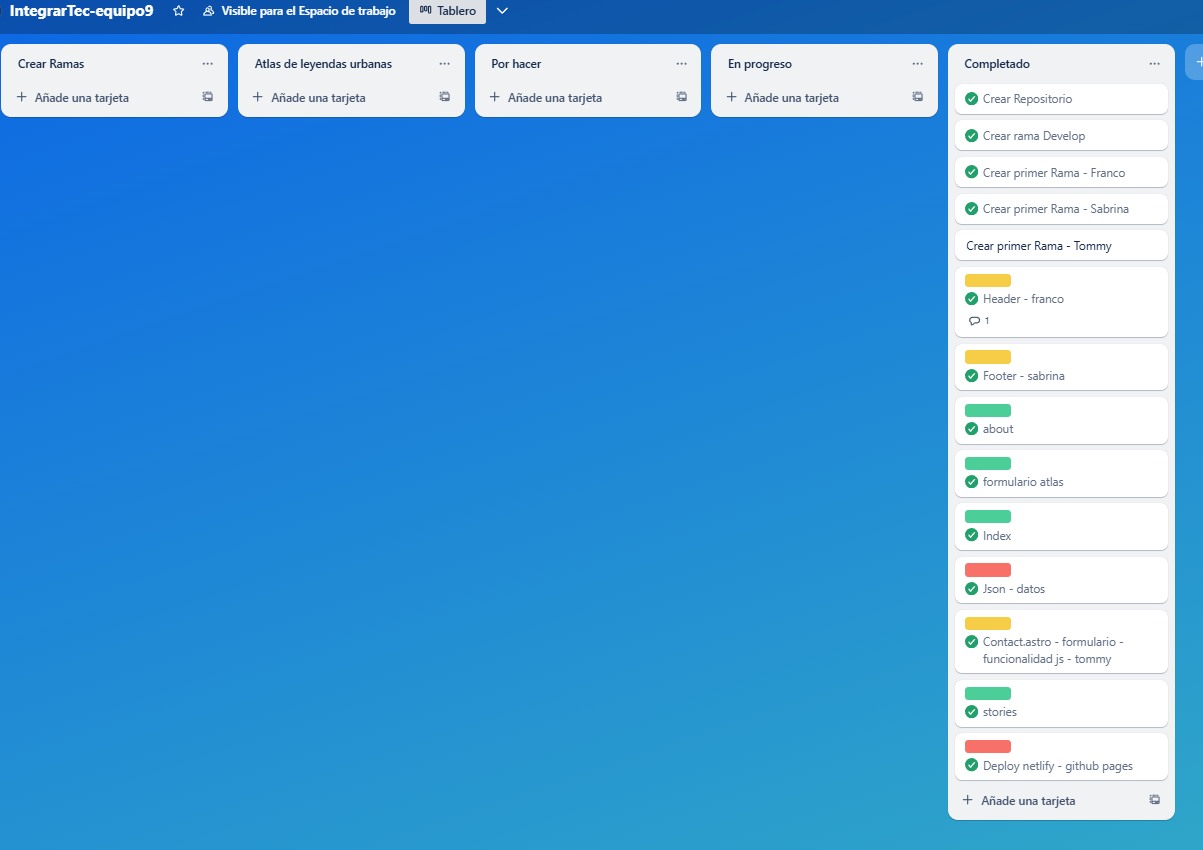 IntegrarTec-equipo9
Visible para el Espacio de trabajo
Tablero
Crear Ramas
Añade una tarjeta
Atlas de leyendas urbanas
Añade una tarjeta
Por hacer
Añade una tarjeta
En progreso
Añade una tarjeta
Completado
Crear Repositorio
Crear rama Develop
Crear primer Rama - Franco
Crear primer Rama - Sabrina
Crear primer Rama - Tommy
Header - franco
1
Footer - sabrina
about
formulario atlas
Index
Json - datos
Contact.astro - formulario -
funcionalidad js - tommy
stories
Deploy netlify - github pages
Añade una tarjeta